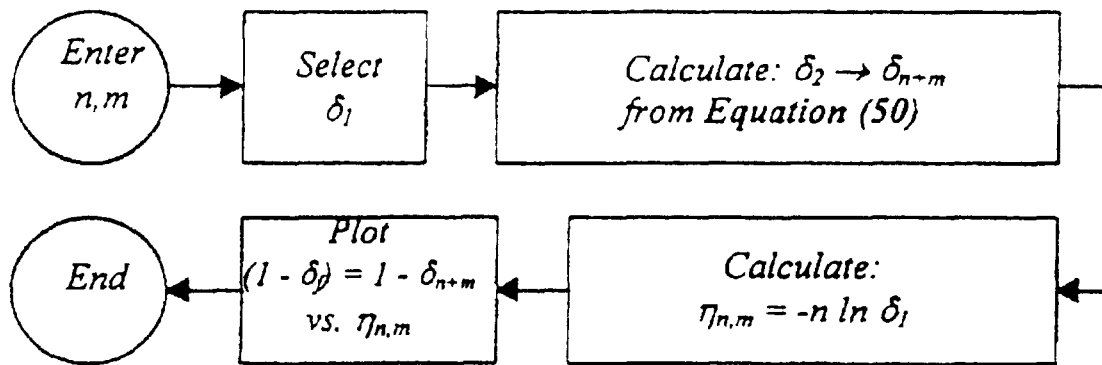 Enter
n,m
Select
δ₁
Calculate: δ₂ → δₙ₊ₘ
from Equation (50)
Plot
(1 - δf) = 1 - δₙ₊ₘ
vs. ηₙ,ₘ
Calculate:
ηₙ,ₘ = -n ln δ₁
End